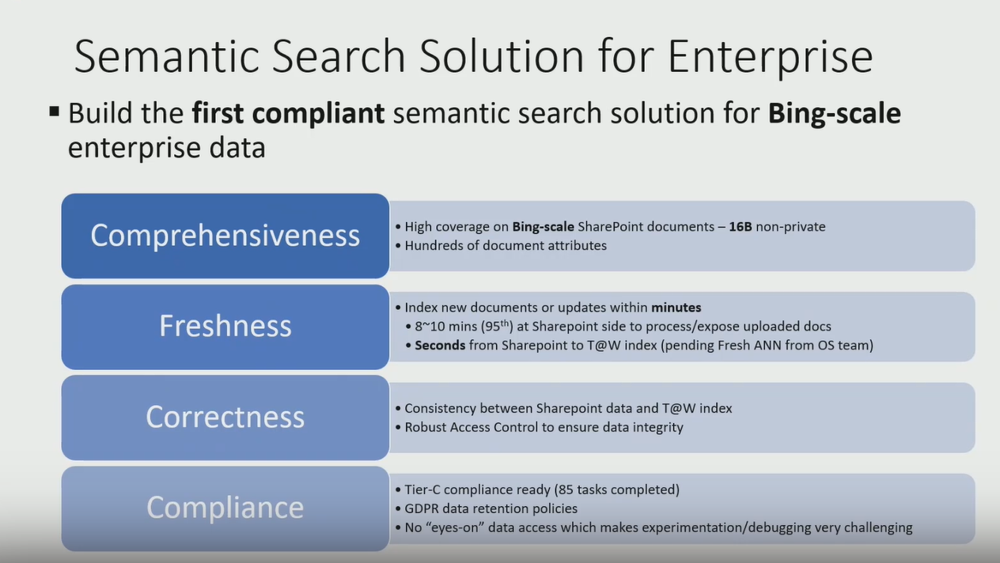 Semantic Search Solution for Enterprise
▪ Build the first compliant semantic search solution for Bing-scale
enterprise data
Comprehensiveness
• High coverage on Bing-scale SharePoint documents – 16B non-private
• Hundreds of document attributes
Freshness
• Index new documents or updates within minutes
• 8~10 mins (95th) at Sharepoint side to process/expose uploaded docs
• Seconds from Sharepoint to T@W index (pending Fresh ANN from OS team)
Correctness
• Consistency between Sharepoint data and T@W index
• Robust Access Control to ensure data integrity
Compliance
• Tier-C compliance ready (85 tasks completed)
• GDPR data retention policies
• No “eyes-on” data access which makes experimentation/debugging very challenging